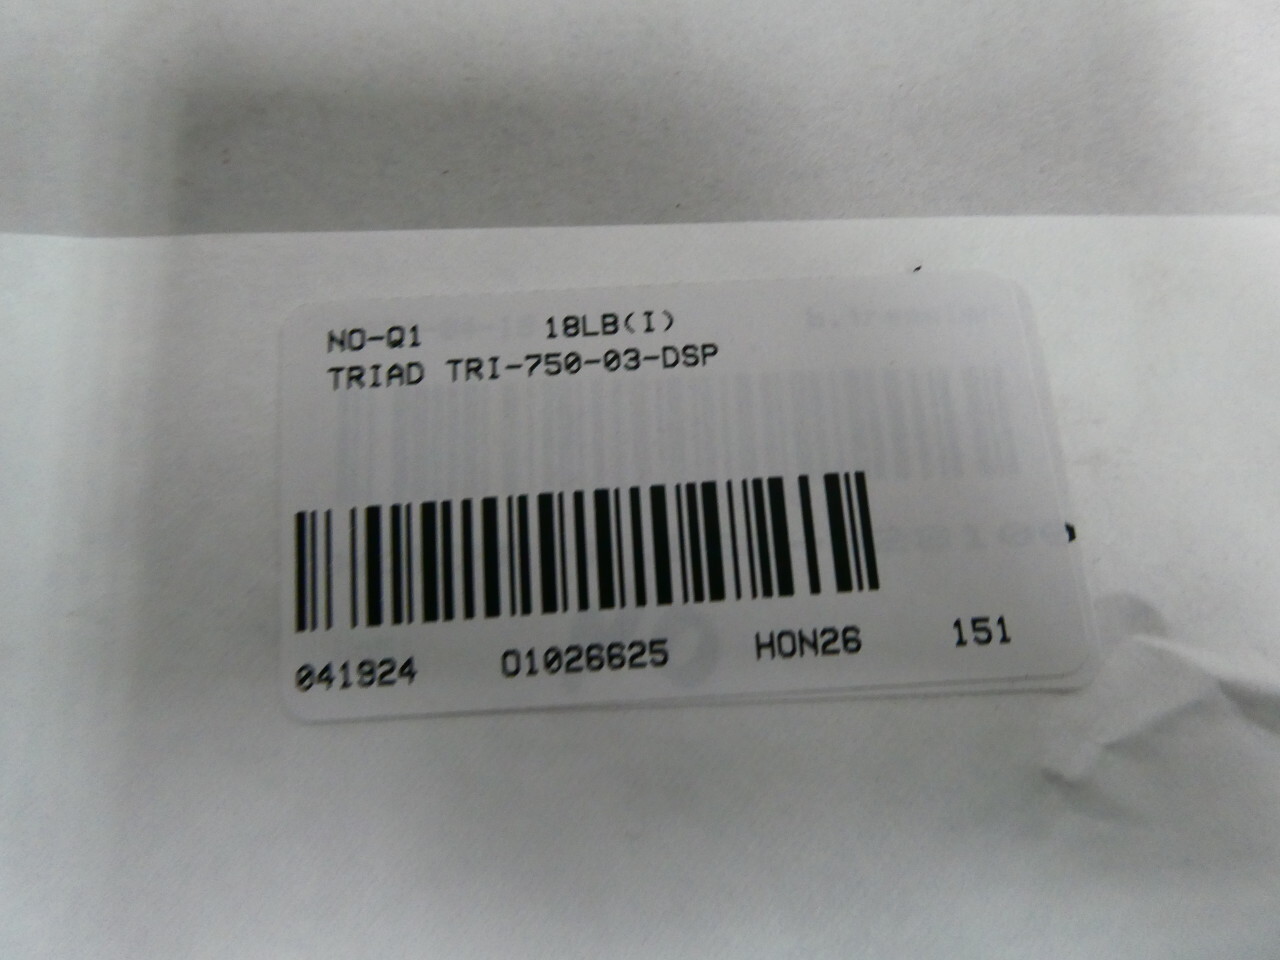 NO-Q1 18LB(I)
TRIAD TRI-750-03-DSP
041924 01026625 HON26 151